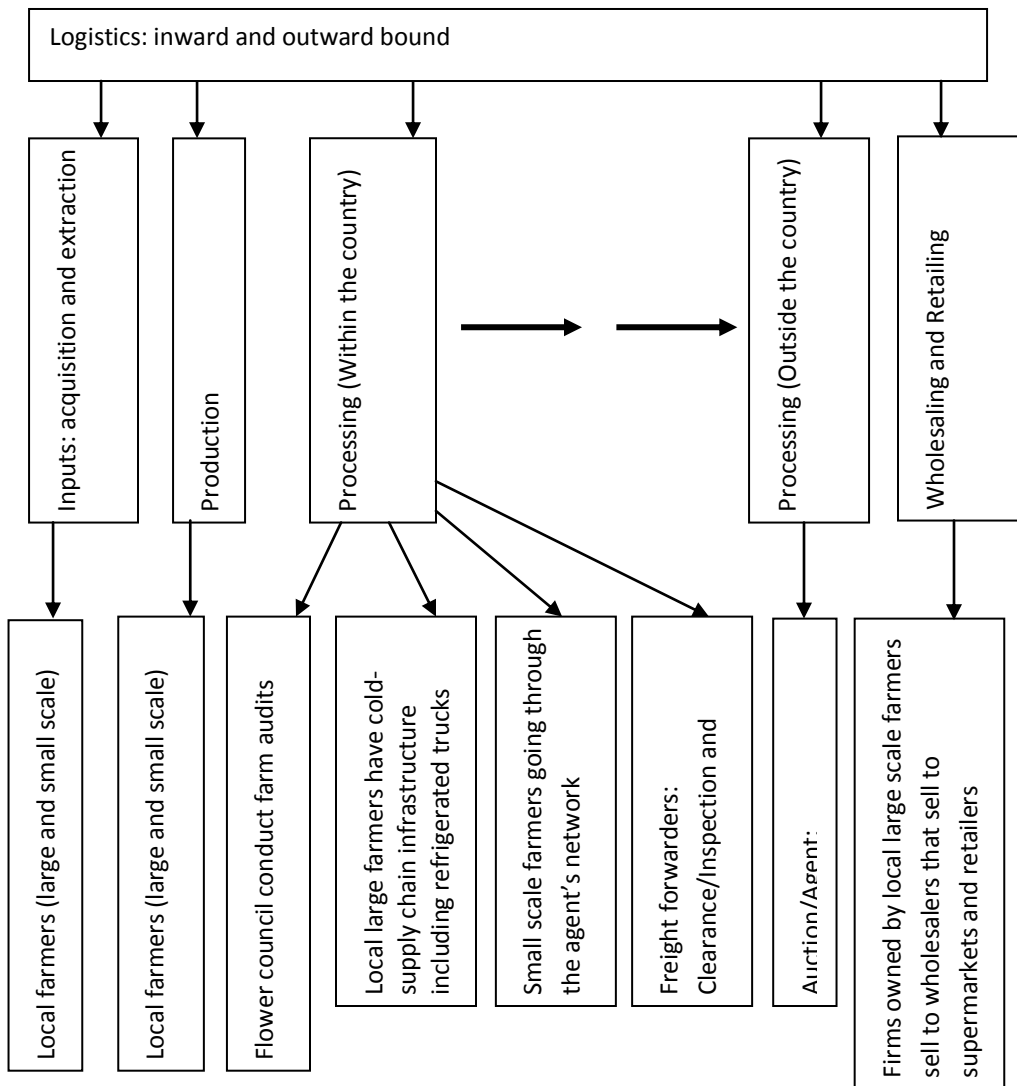 Logistics: inward and outward bound
Inputs: acquisition and extraction
Production
Processing (Within the country)
Processing (Outside the country)
Wholesaling and Retailing
Local farmers (large and small scale)
Local farmers (large and small scale)
Flower council conduct farm audits
Local large farmers have cold-
supply chain infrastructure
including refrigerated trucks
Small scale farmers going through
the agent’s network
Freight forwarders:
Clearance/Inspection and
Auction/Agent:
Firms owned by local large scale farmers
sell to wholesalers that sell to
supermarkets and retailers